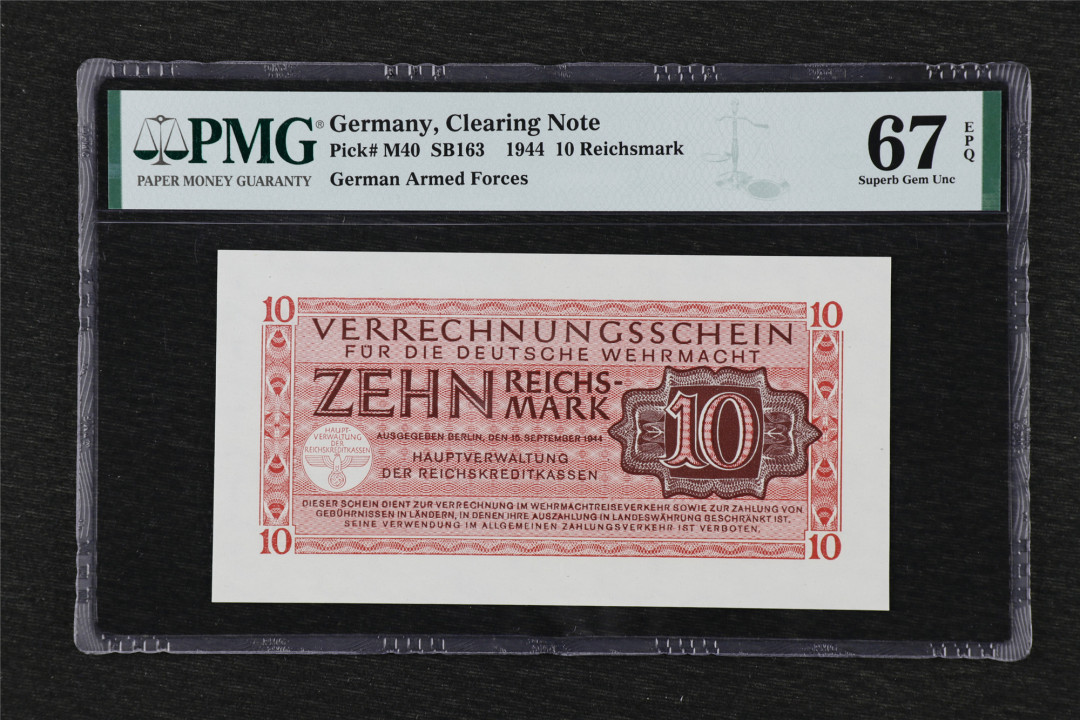 PMG®
PAPER MONEY GUARANTY
Germany, Clearing Note
Pick# M40 SB163 1944 10 Reichsmark
German Armed Forces
67
EPQ
Superb Gem Unc
10
10
VERRECHNUNGSSCHEIN
FÜR DIE DEUTSCHE WEHRMACHT
ZEHN REICHS-
MARK
10
HAUPT-
VERWALTUNG
DER
REICHSKREDITKASSEN
AUSGEGEBEN BERLIN, DEN 15. SEPTEMBER 1944
HAUPTVERWALTUNG
DER REICHSKREDITKASSEN
DIESER SCHEIN DIENT ZUR VERRECHNUNG IM WEHRMACHTREISEVERKEHR SOWIE ZUR ZAHLUNG VON
GEBÜHRNISSEN IN LÄNDERN, IN DENEN IHRE AUSZAHLUNG IN LANDESWÄHRUNG BESCHRÄNKT IST.
SEINE VERWENDUNG IM ALLGEMEINEN ZAHLUNGSVERKEHR IST VERBOTEN.
10
10